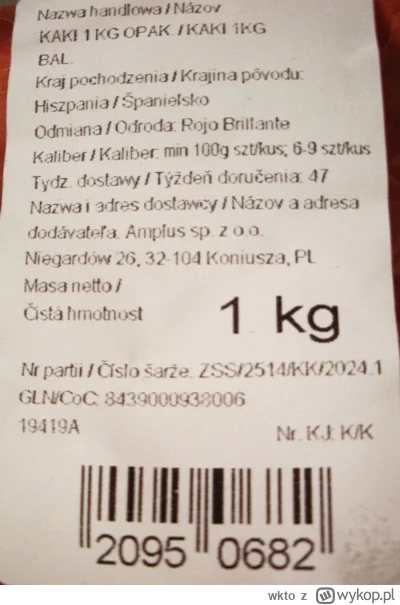 Nazwa handlowa / Názov
KAKI 1 KG OPAK. / KAKI 1KG
BAL.
Kraj pochodzenia / Krajina pôvodu:
Hiszpania / Španielsko
Odmiana / Odroda: Rojo Brillante
Kaliber / Kaliber: min 100g szt/kus; 6-9 szt/kus
Tydz. dostawy / Týždeň doručenia: 47
Nazwa i adres dostawcy / Názov a adresa
dodávateľa: Amplus sp. z o.o.
Niegardów 26, 32-104 Koniusza, PL
Masa netto /
Čistá hmotnost
1 kg
Nr partii / Číslo šarže: ZSS/2514/KK/2024.1
GLN/CoC: 8439000938006
19419A
Nr. KJ: K/K
2095 0682
wkto z wykop.pl